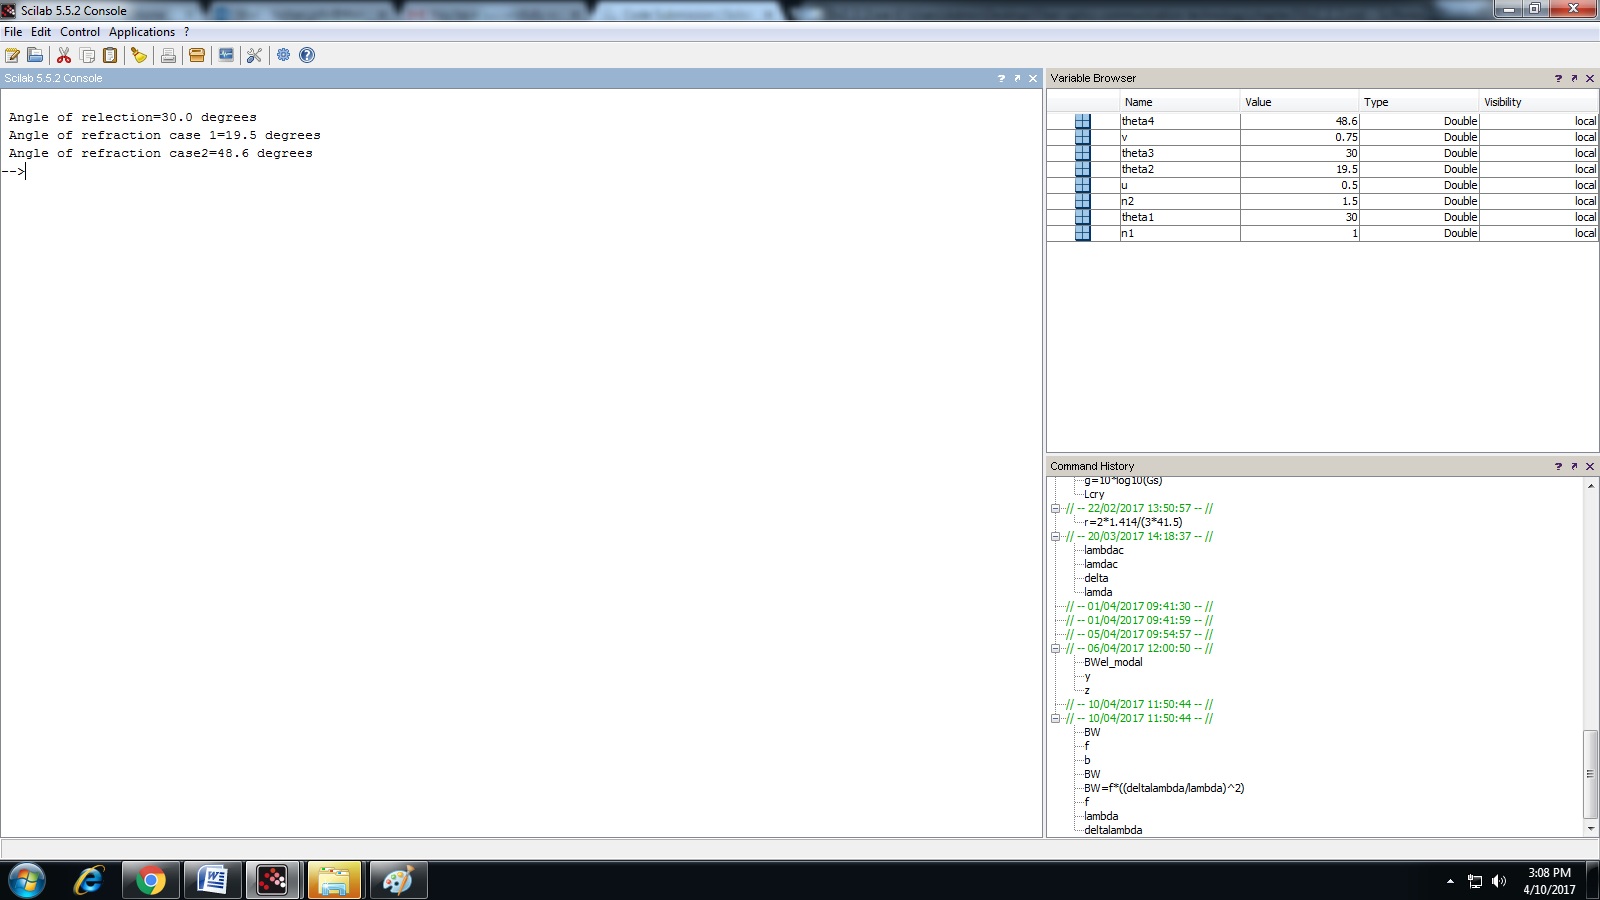 Scilab 5.5.2 Console
File Edit Control Applications ?
Scilab 5.5.2 Console
Angle of relection=30.0 degrees
Angle of refraction case 1=19.5 degrees
Angle of refraction case2=48.6 degrees
-->
Variable Browser
Name Value Type Visibility
theta4 48.6 Double local
v 0.75 Double local
theta3 30 Double local
theta2 19.5 Double local
u 0.5 Double local
n2 1.5 Double local
theta1 30 Double local
n1 1 Double local
Command History
g=10*log10(Gs)
Lcry
// -- 22/02/2017 13:50:57 -- //
r=2*1.414/(3*41.5)
// -- 20/03/2017 14:18:37 -- //
lambdac
lamdac
delta
lamda
// -- 01/04/2017 09:41:30 -- //
// -- 01/04/2017 09:41:59 -- //
// -- 05/04/2017 09:54:57 -- //
// -- 06/04/2017 12:00:50 -- //
BWel_modal
y
z
// -- 10/04/2017 11:50:44 -- //
// -- 10/04/2017 11:50:44 -- //
BW
f
b
BW
BW=f*((deltalambda/lambda)^2)
f
lambda
deltalambda
3:08 PM
4/10/2017